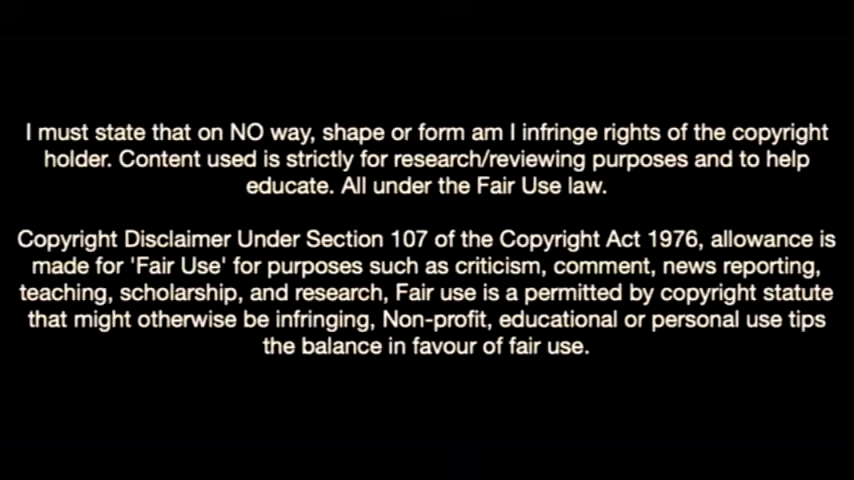 I must state that on NO way, shape or form am I infringe rights of the copyright
holder. Content used is strictly for research/reviewing purposes and to help
educate. All under the Fair Use law.
Copyright Disclaimer Under Section 107 of the Copyright Act 1976, allowance is
made for 'Fair Use' for purposes such as criticism, comment, news reporting,
teaching, scholarship, and research, Fair use is a permitted by copyright statute
that might otherwise be infringing, Non-profit, educational or personal use tips
the balance in favour of fair use.